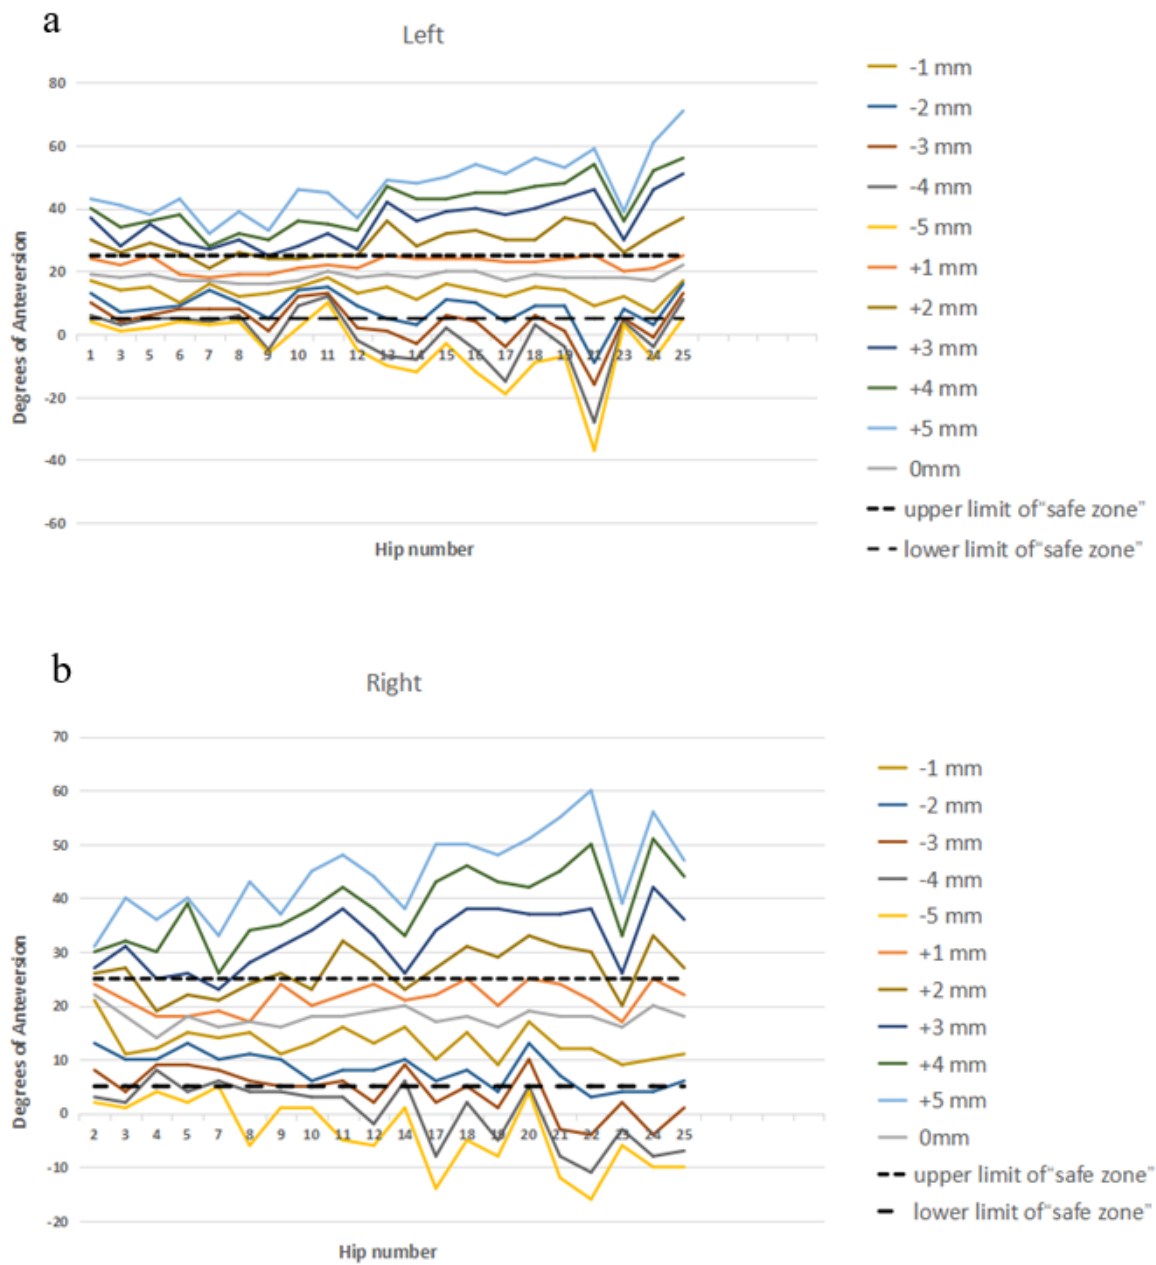 a
Left
80
60
40
20
0
-20
-40
-60
Degrees of Anteversion
1 3 5 6 7 8 9 10 11 12 13 14 15 16 17 18 19 21 23 24 25
Hip number
-1 mm
-2 mm
-3 mm
-4 mm
-5 mm
+1 mm
+2 mm
+3 mm
+4 mm
+5 mm
0mm
upper limit of“safe zone”
lower limit of“safe zone”
b
Right
70
60
50
40
30
20
10
0
-10
-20
Degrees of Anteversion
2 3 4 5 7 8 9 10 11 12 14 17 18 19 20 21 22 23 24 25
Hip number
-1 mm
-2 mm
-3 mm
-4 mm
-5 mm
+1 mm
+2 mm
+3 mm
+4 mm
+5 mm
0mm
upper limit of“safe zone”
lower limit of“safe zone”